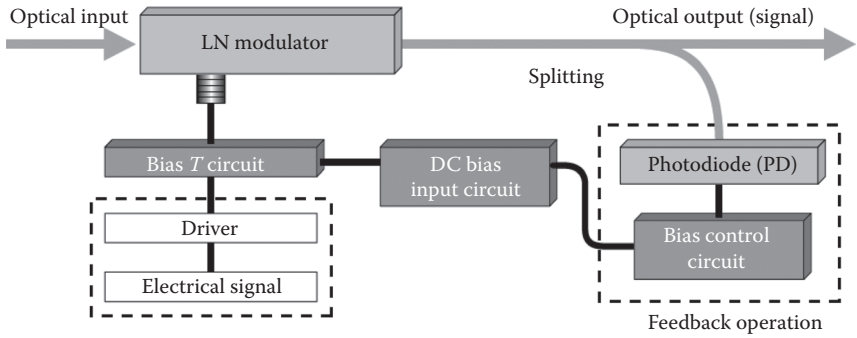 Optical input
Optical output (signal)
LN modulator
Splitting
Bias T circuit
DC bias
input circuit
Photodiode (PD)
Driver
Bias control
circuit
Electrical signal
Feedback operation